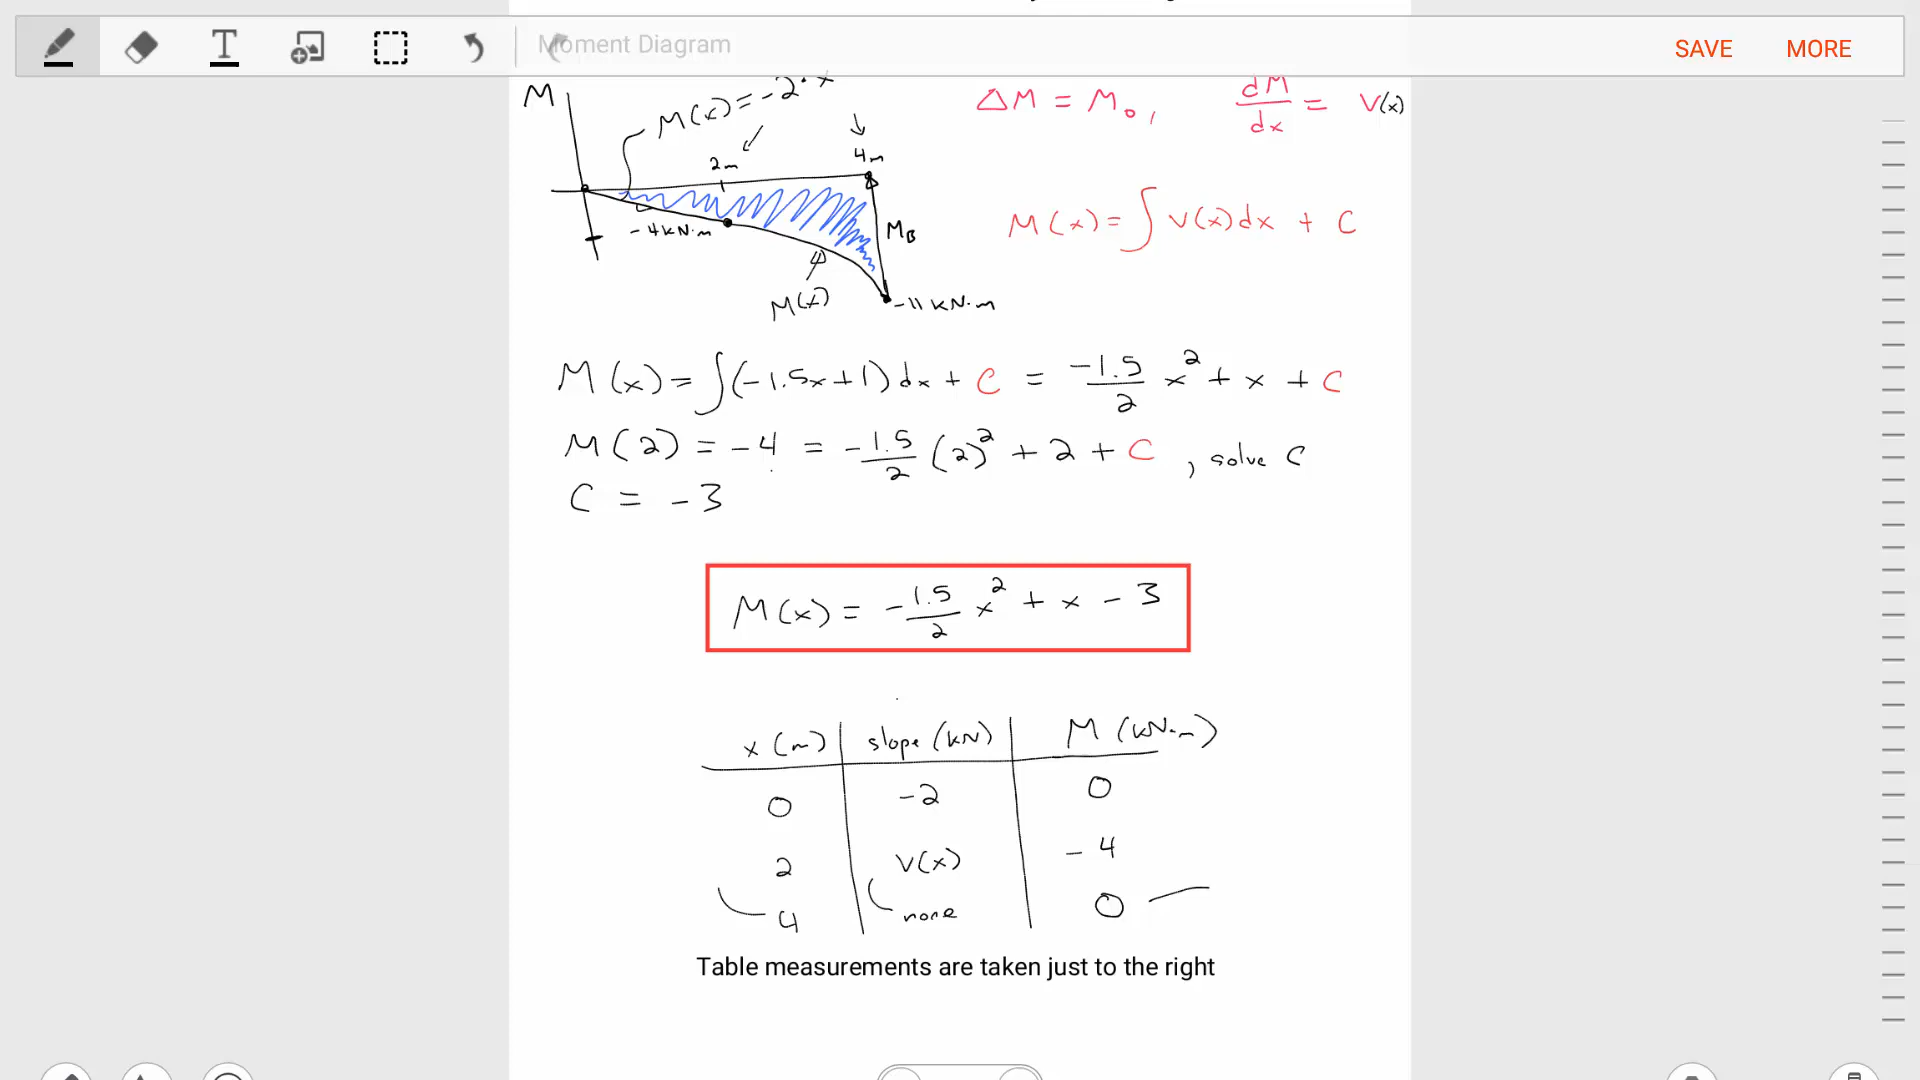 Moment Diagram
SAVE MORE
M
M(x) = -2·x
ΔM = M₀, dM/dx = V(x)
2m
4m
-4kN·m
M_B
M(x) = ∫V(x)dx + C
M(x)
-11 kN·m
M(x) = ∫(-1.5x+1)dx + C = -1.5/2 x² + x + C
M(2) = -4 = -1.5/2 (2)² + 2 + C, solve C
C = -3
M(x) = -1.5/2 x² + x - 3
x (m) slope (kN) M (kN·m)
0 -2 0
2 V(x) -4
4 none 0
Table measurements are taken just to the right